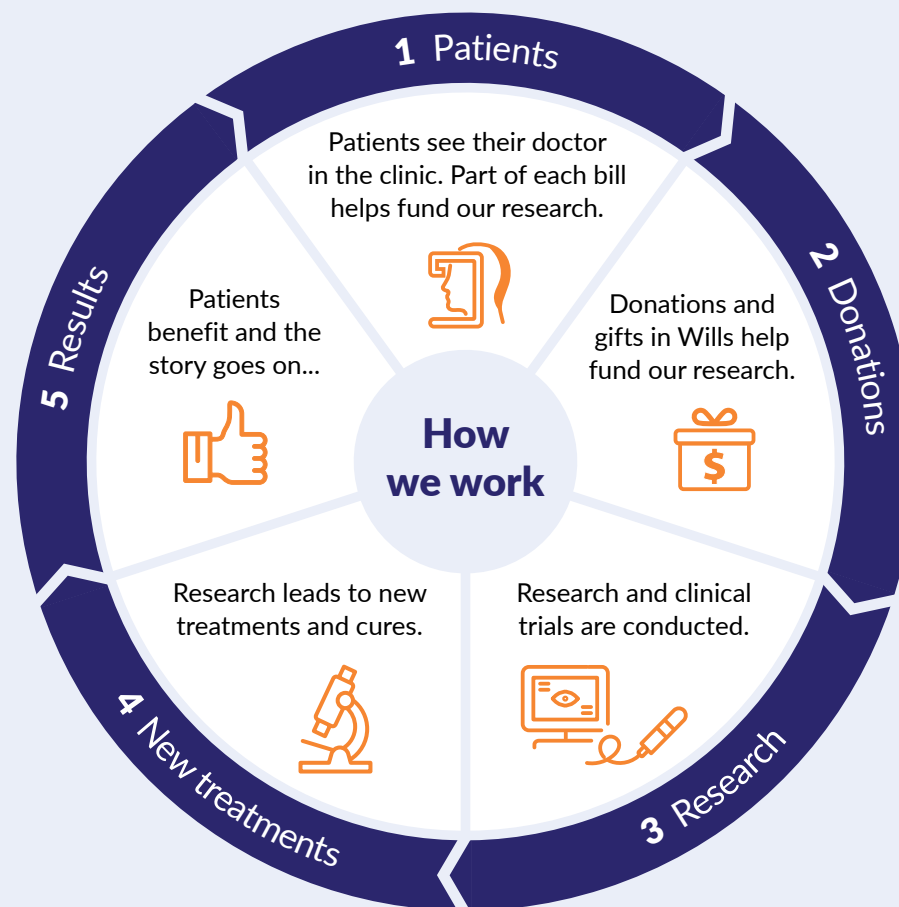 1 Patients
Patients see their doctor
in the clinic. Part of each bill
helps fund our research.
2 Donations
Donations and
gifts in Wills help
fund our research.
$
3 Research
Research and clinical
trials are conducted.
4 New treatments
Research leads to new
treatments and cures.
5 Results
Patients
benefit and the
story goes on...
How
we work